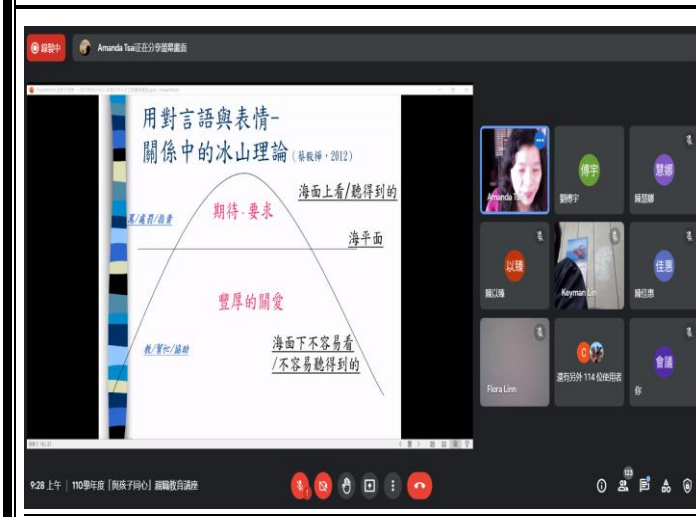 錄製中
Amanda Tsai正在分享螢幕畫面
用對言語與表情-
關係中的冰山理論(蔡毅樺,2012)
海面上看/聽得到的
期待、要求
罵/處罰/指責
海平面
豐厚的關愛
教/幫忙/協助
海面下不容易看
/不容易聽得到的
Amanda Tsai
傅宇
劉傅宇
慧娜
陳慧娜
以臻
陳以臻
Keyman Lin
佳惠
陳佳惠
Flora Linn
C
還有另外 114 位使用者
會議
你
9:28 上午 | 110學年度「與孩子同心」親職教育講座
123